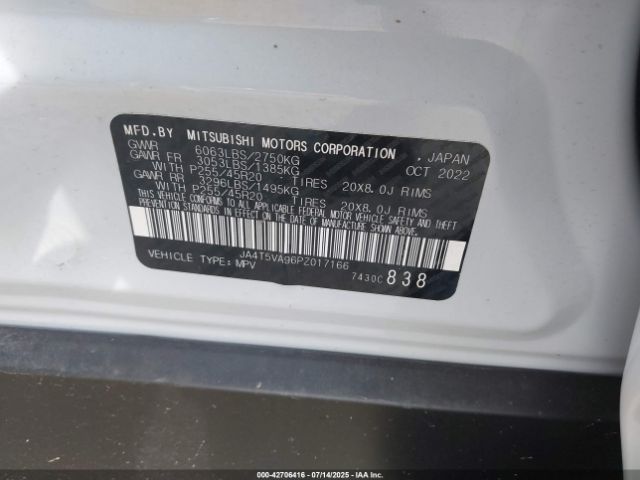 MFD.BY MITSUBISHI MOTORS CORPORATION , JAPAN
GVWR 6063LBS/2750KG OCT 2022
GAWR FR 3053LBS/1385KG
WITH P255/45R20 TIRES 20X8.0J RIMS
GAWR RR 3296LBS/1495KG
WITH P255/45R20 TIRES 20X8.0J RIMS
THIS VEHICLE CONFORMS TO ALL APPLICABLE FEDERAL MOTOR VEHICLE SAFETY AND THEFT
PREVENTION STANDARDS IN EFFECT ON THE DATE OF MANUFACTURE SHOWN ABOVE.
JA4T5VA96PZ017166
VEHICLE TYPE: MPV 7430C 838
000-42706416 - 07/14/2025 - IAAI.COM